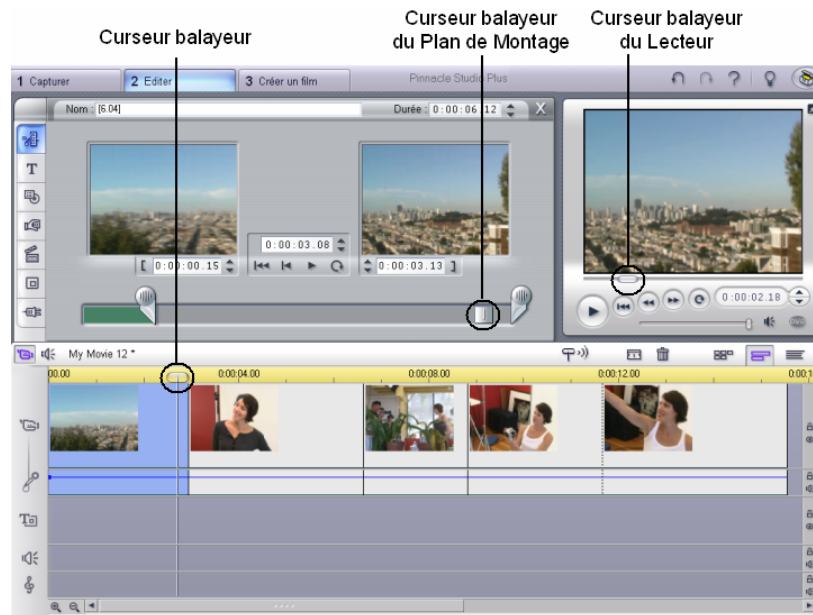 Curseur balayeur
Curseur balayeur
du Plan de Montage
Curseur balayeur
du Lecteur
1 Capturer
2 Editer
3 Créer un film
Pinnacle Studio Plus
Nom : [6.04]
Durée : 0:00:06.12
X
T
0:00:03.08
[ 0:00:00.15
0:00:03.13 ]
0:00:02.18
My Movie 12 *
00.00
0:00:04.00
0:00:08.00
0:00:12.00
0:00:1
T